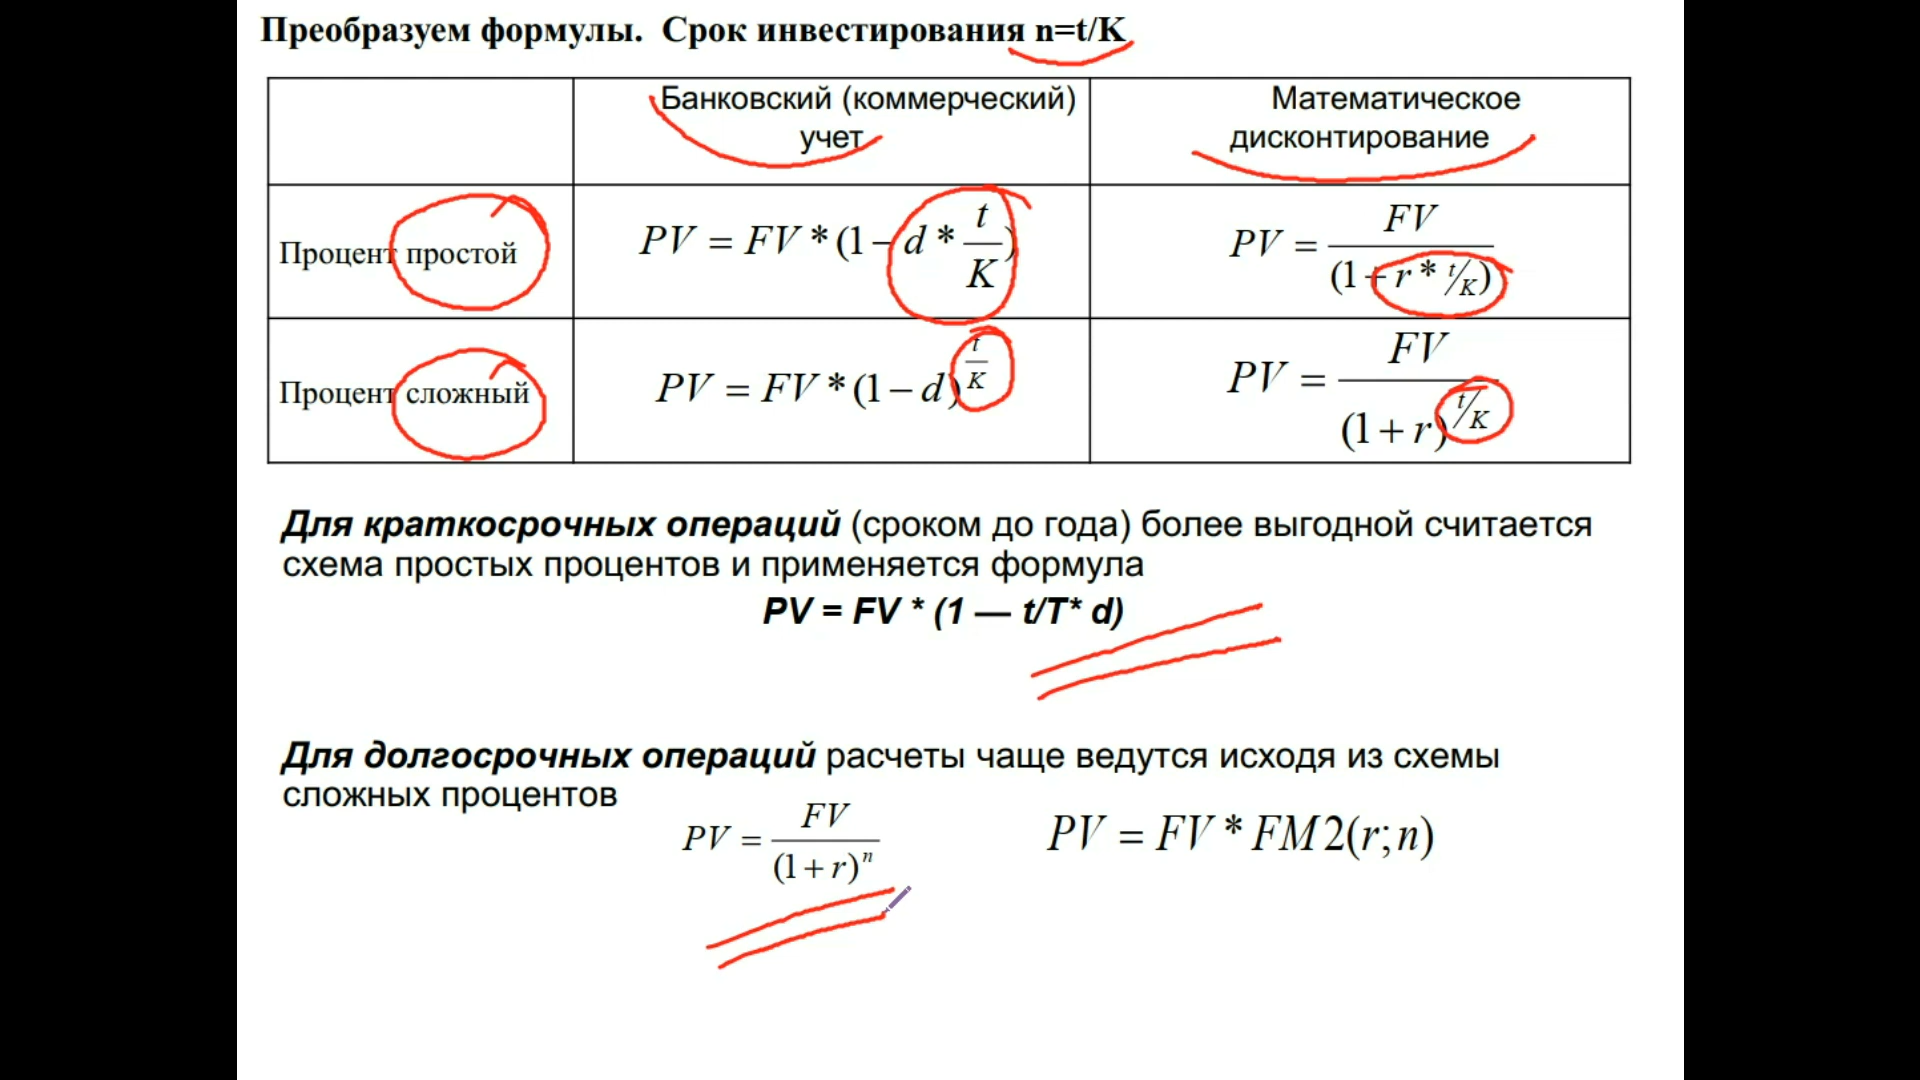 Преобразуем формулы. Срок инвестирования n=t/K
Банковский (коммерческий)
учет
Математическое
дисконтирование
Процент простой
PV = FV * (1 − d * t/K)
PV = FV/(1 + r * t/K)
Процент сложный
PV = FV * (1 − d)^(t/K)
PV = FV/(1 + r)^(t/K)
Для краткосрочных операций (сроком до года) более выгодной считается
схема простых процентов и применяется формула
PV = FV * (1 — t/T* d)
Для долгосрочных операций расчеты чаще ведутся исходя из схемы
сложных процентов
PV = FV/(1 + r)^n
PV = FV * FM2(r;n)